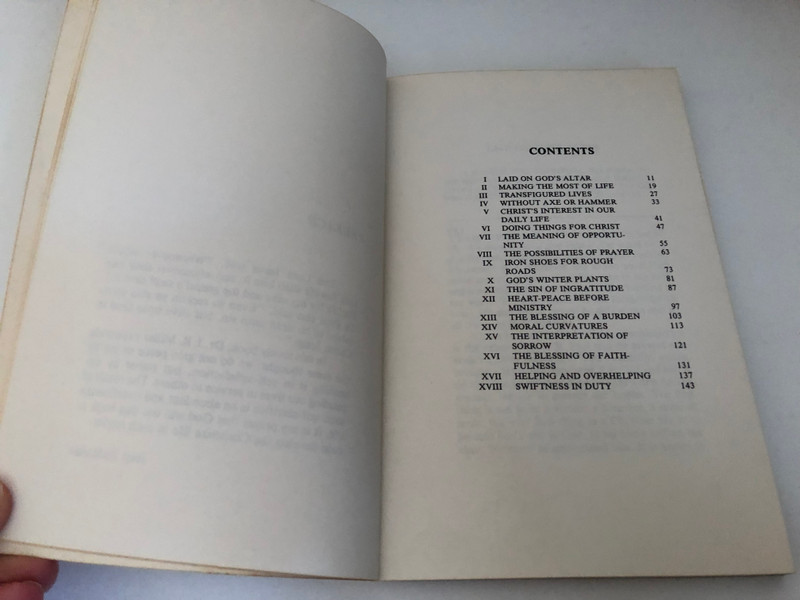 CONTENTS
I LAID ON GOD'S ALTAR 11
II MAKING THE MOST OF LIFE 19
III TRANSFIGURED LIVES 27
IV WITHOUT AXE OR HAMMER 33
V CHRIST'S INTEREST IN OUR
DAILY LIFE 41
VI DOING THINGS FOR CHRIST 47
VII THE MEANING OF OPPORTU-
NITY 55
VIII THE POSSIBILITIES OF PRAYER 63
IX IRON SHOES FOR ROUGH
ROADS 73
X GOD'S WINTER PLANTS 81
XI THE SIN OF INGRATITUDE 87
XII HEART-PEACE BEFORE
MINISTRY 97
XIII THE BLESSING OF A BURDEN 103
XIV MORAL CURVATURES 113
XV THE INTERPRETATION OF
SORROW 121
XVI THE BLESSING OF FAITH-
FULNESS 131
XVII HELPING AND OVERHELPING 137
XVIII SWIFTNESS IN DUTY 143